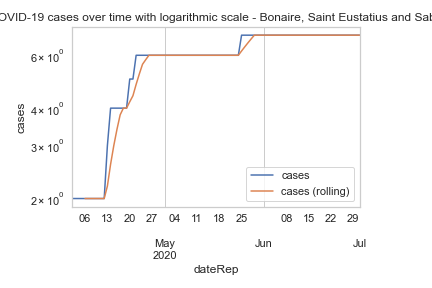 OVID-19 cases over time with logarithmic scale - Bonaire, Saint Eustatius and Sab
6 × 10⁰
4 × 10⁰
3 × 10⁰
2 × 10⁰
cases
cases
cases (rolling)
06 13 20 27 04 11 18 25 08 15 22 29
May Jun Jul
2020
dateRep